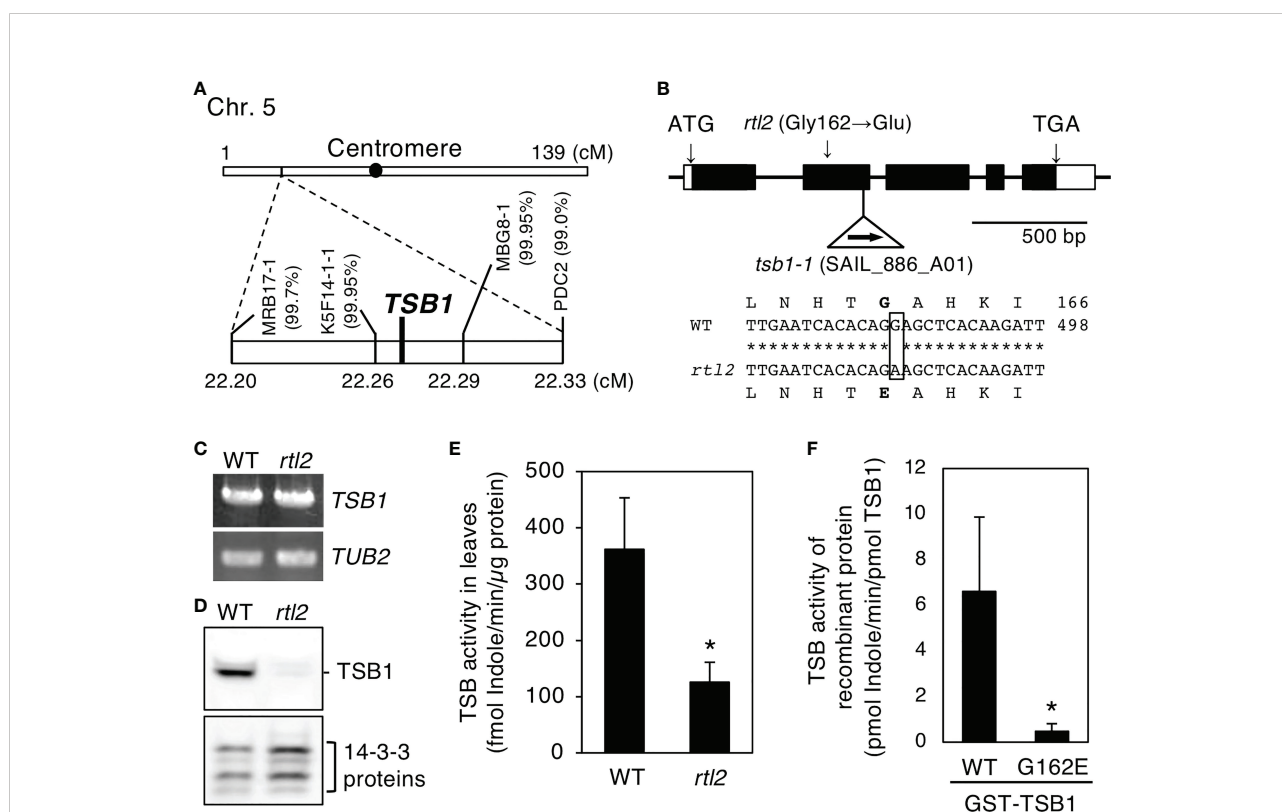 A
Chr. 5
1
Centromere
139 (cM)
MRB17-1
(99.7%)
K5F14-1-1
(99.95%)
TSB1
MBG8-1
(99.95%)
PDC2 (99.0%)
22.20
22.26
22.29
22.33 (cM)
B
ATG
rtl2 (Gly162→Glu)
TGA
500 bp
tsb1-1 (SAIL_886_A01)
L N H T G A H K I 166
WT TTGAATCACACAGGAGCTCACAAGATT 498
************* *************
rtl2 TTGAATCACACAGAAGCTCACAAGATT
L N H T E A H K I
C
WT rtl2
TSB1
TUB2
D
WT rtl2
- TSB1
14-3-3
proteins
E
TSB activity in leaves
(fmol Indole/min/µg protein)
500
400
300
200
100
0
*
WT rtl2
F
TSB activity of
recombinant protein
(pmol Indole/min/pmol TSB1)
12
10
8
6
4
2
0
*
WT G162E
GST-TSB1